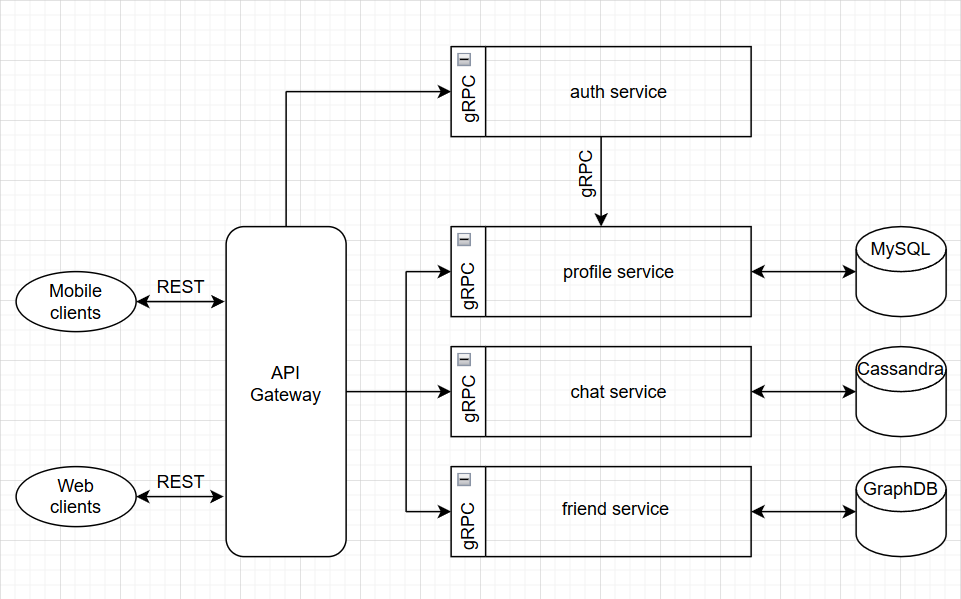 gRPC
auth service
gRPC
Mobile
clients
REST
API
Gateway
gRPC
profile service
MySQL
gRPC
chat service
Cassandra
Web
clients
REST
gRPC
friend service
GraphDB